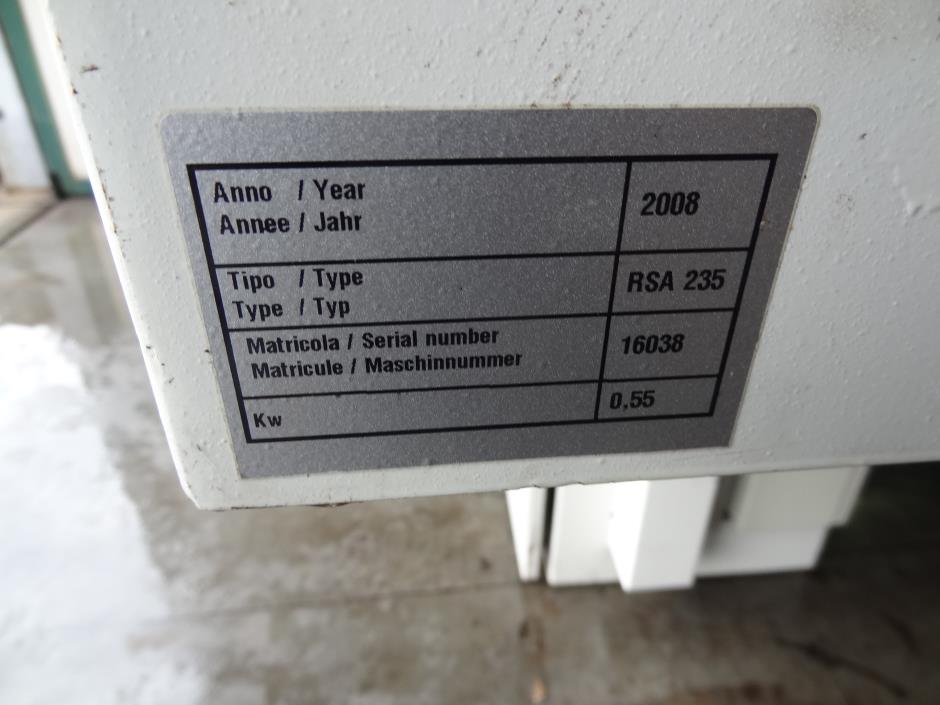 Anno / Year
Annee / Jahr
2008
Tipo / Type
Type / Typ
RSA 235
Matricola / Serial number
Matricule / Maschinnummer
16038
Kw
0,55